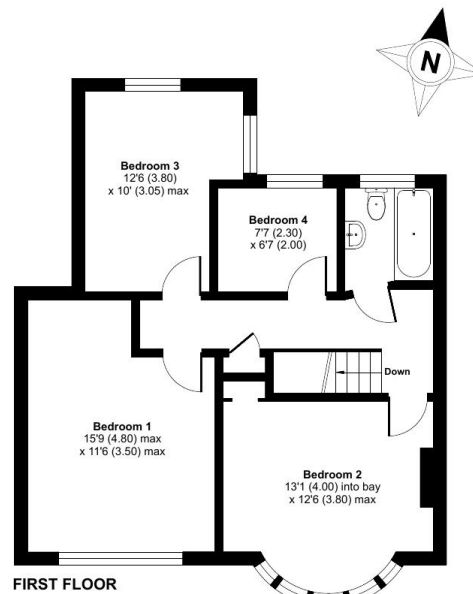 N
Bedroom 3
12'6 (3.80)
x 10' (3.05) max
Bedroom 4
7'7 (2.30)
x 6'7 (2.00)
Down
Bedroom 1
15'9 (4.80) max
x 11'6 (3.50) max
Bedroom 2
13'1 (4.00) into bay
x 12'6 (3.80) max
FIRST FLOOR